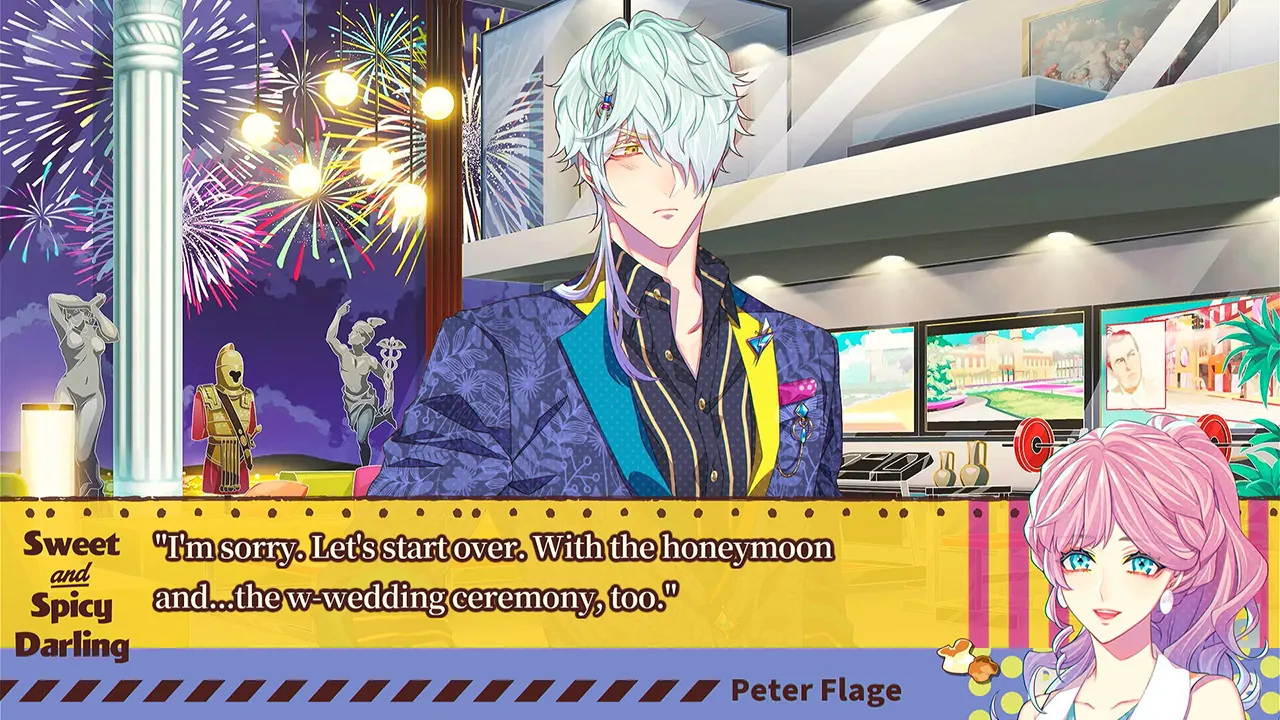 "I'm sorry. Let's start over. With the honeymoon
and...the w-wedding ceremony, too."
Sweet
and
Spicy
Darling
Peter Flage